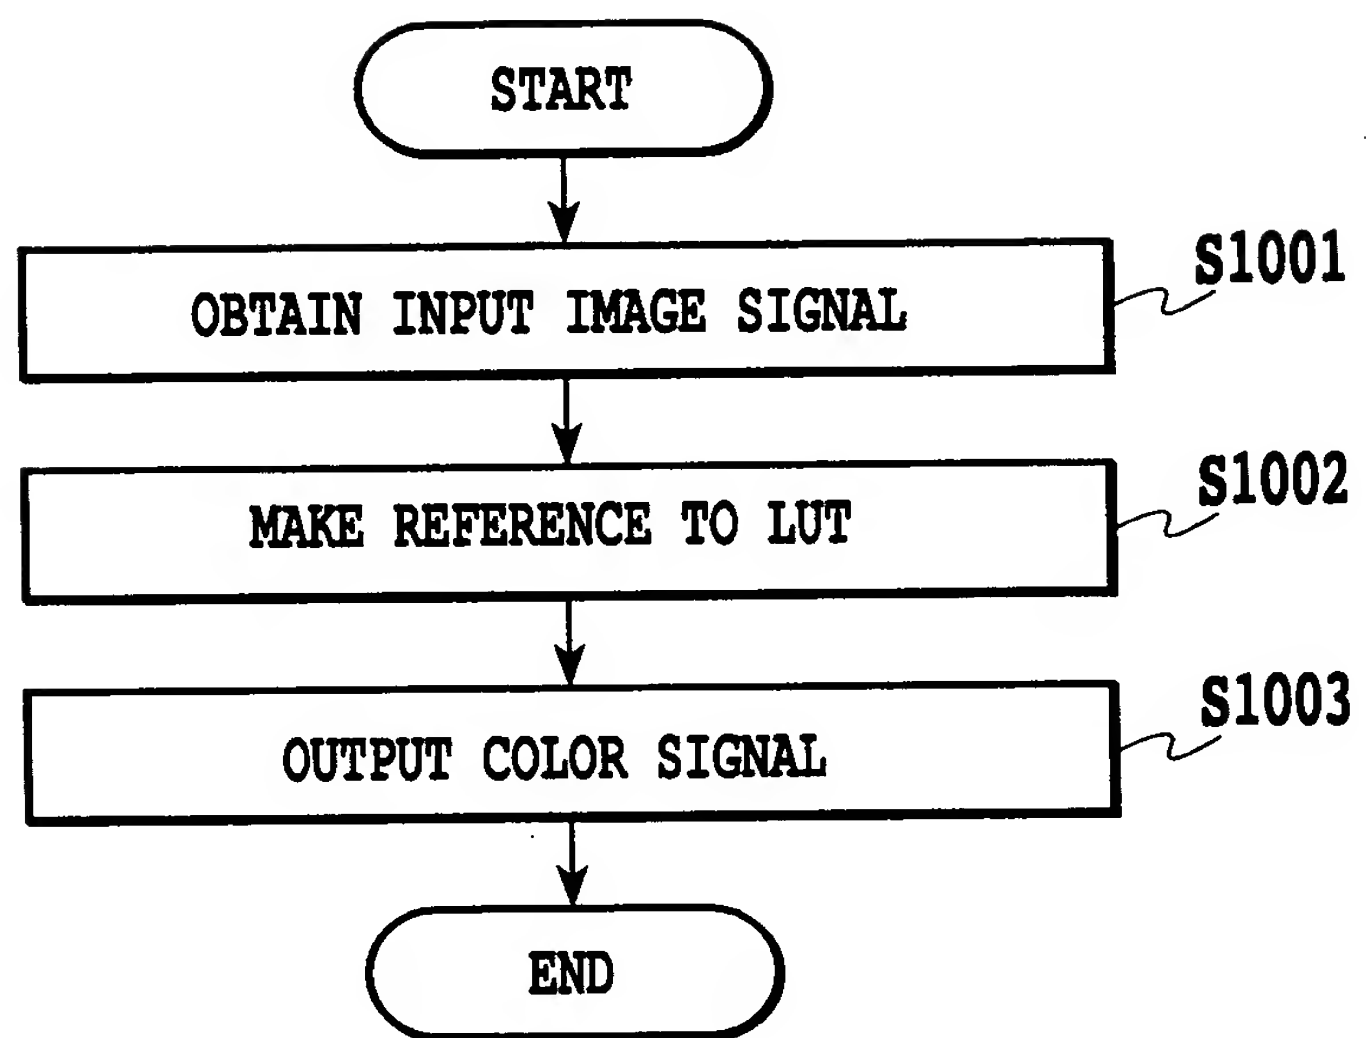 START
OBTAIN INPUT IMAGE SIGNAL
S1001
MAKE REFERENCE TO LUT
S1002
OUTPUT COLOR SIGNAL
S1003
END